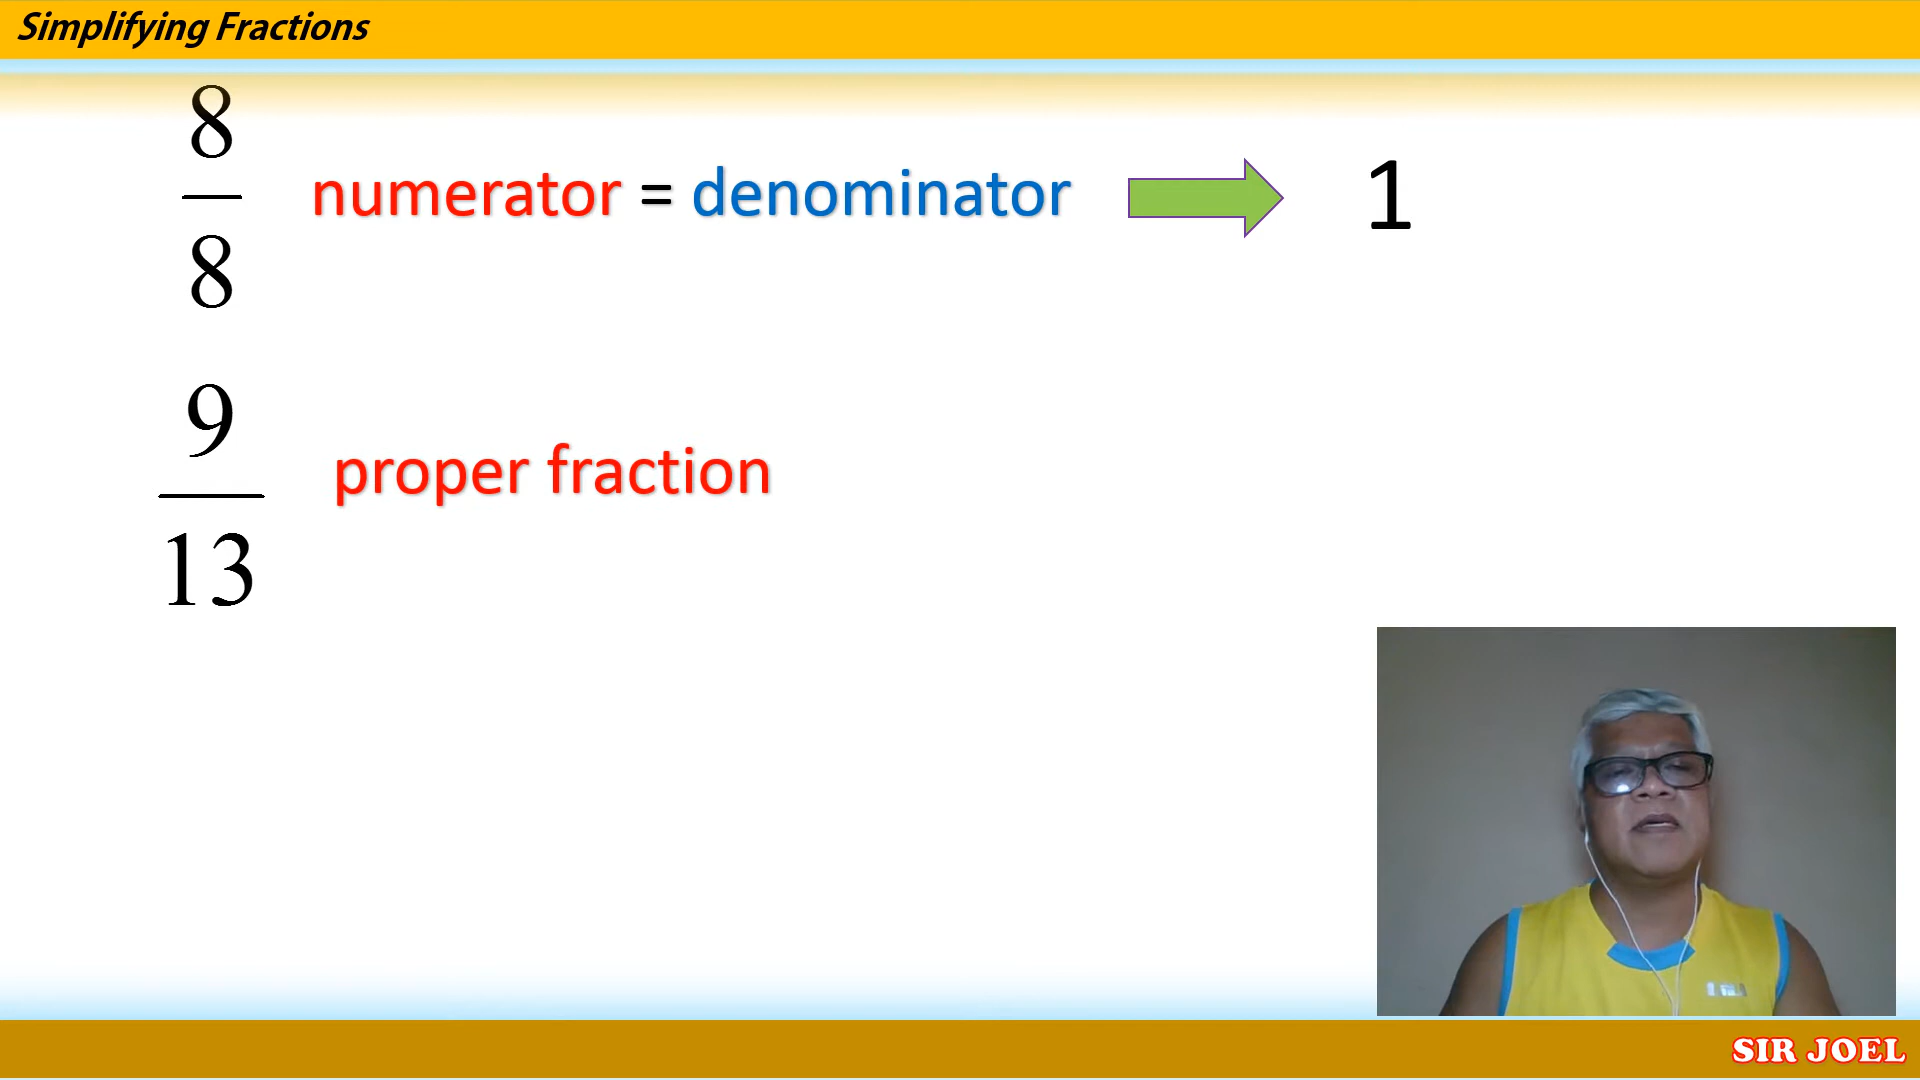 Simplifying Fractions
8
8
numerator = denominator
1
9
13
proper fraction
SIR JOEL